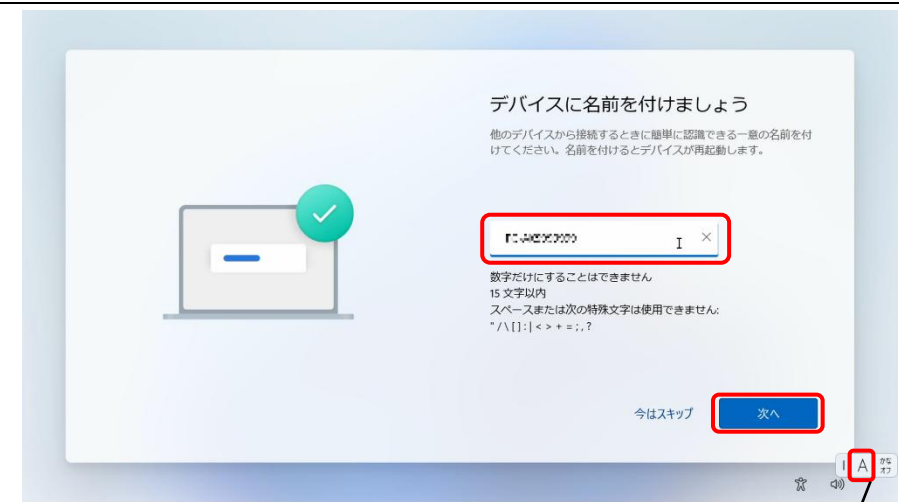 デバイスに名前を付けましょう
他のデバイスから接続するときに簡単に認識できる一意の名前を付
けてください。名前を付けるとデバイスが再起動します。
数字だけにすることはできません
15 文字以内
スペースまたは次の特殊文字は使用できません:
"/\[]:|<>+=;,?
今はスキップ
次へ
A
かな
オフ